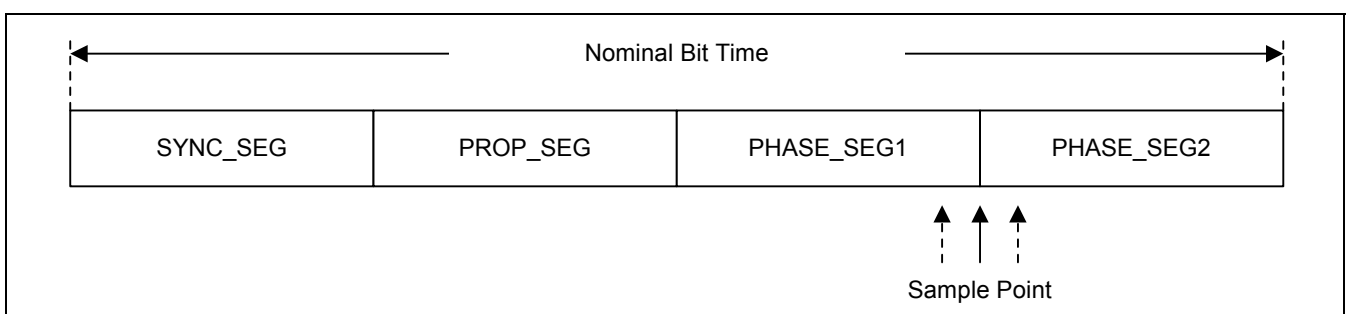 Nominal Bit Time
SYNC_SEG PROP_SEG PHASE_SEG1 PHASE_SEG2
Sample Point